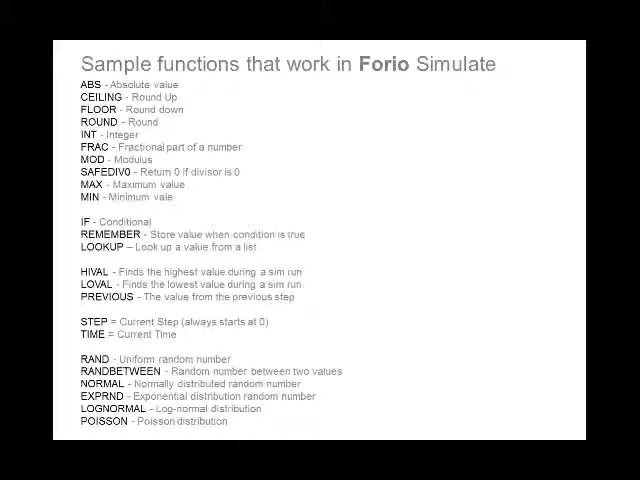 Sample functions that work in Forio Simulate
ABS - Absolute value
CEILING - Round Up
FLOOR - Round down
ROUND - Round
INT - Integer
FRAC - Fractional part of a number
MOD - Modulus
SAFEDIV0 - Return 0 if divisor is 0
MAX - Maximum value
MIN - Minimum vale
IF - Conditional
REMEMBER - Store value when condition is true
LOOKUP – Look up a value from a list
HIVAL - Finds the highest value during a sim run
LOVAL - Finds the lowest value during a sim run
PREVIOUS - The value from the previous step
STEP = Current Step (always starts at 0)
TIME = Current Time
RAND - Uniform random number
RANDBETWEEN - Random number between two values
NORMAL - Normally distributed random number
EXPRND - Exponential distribution random number
LOGNORMAL - Log-normal distribution
POISSON - Poisson distribution